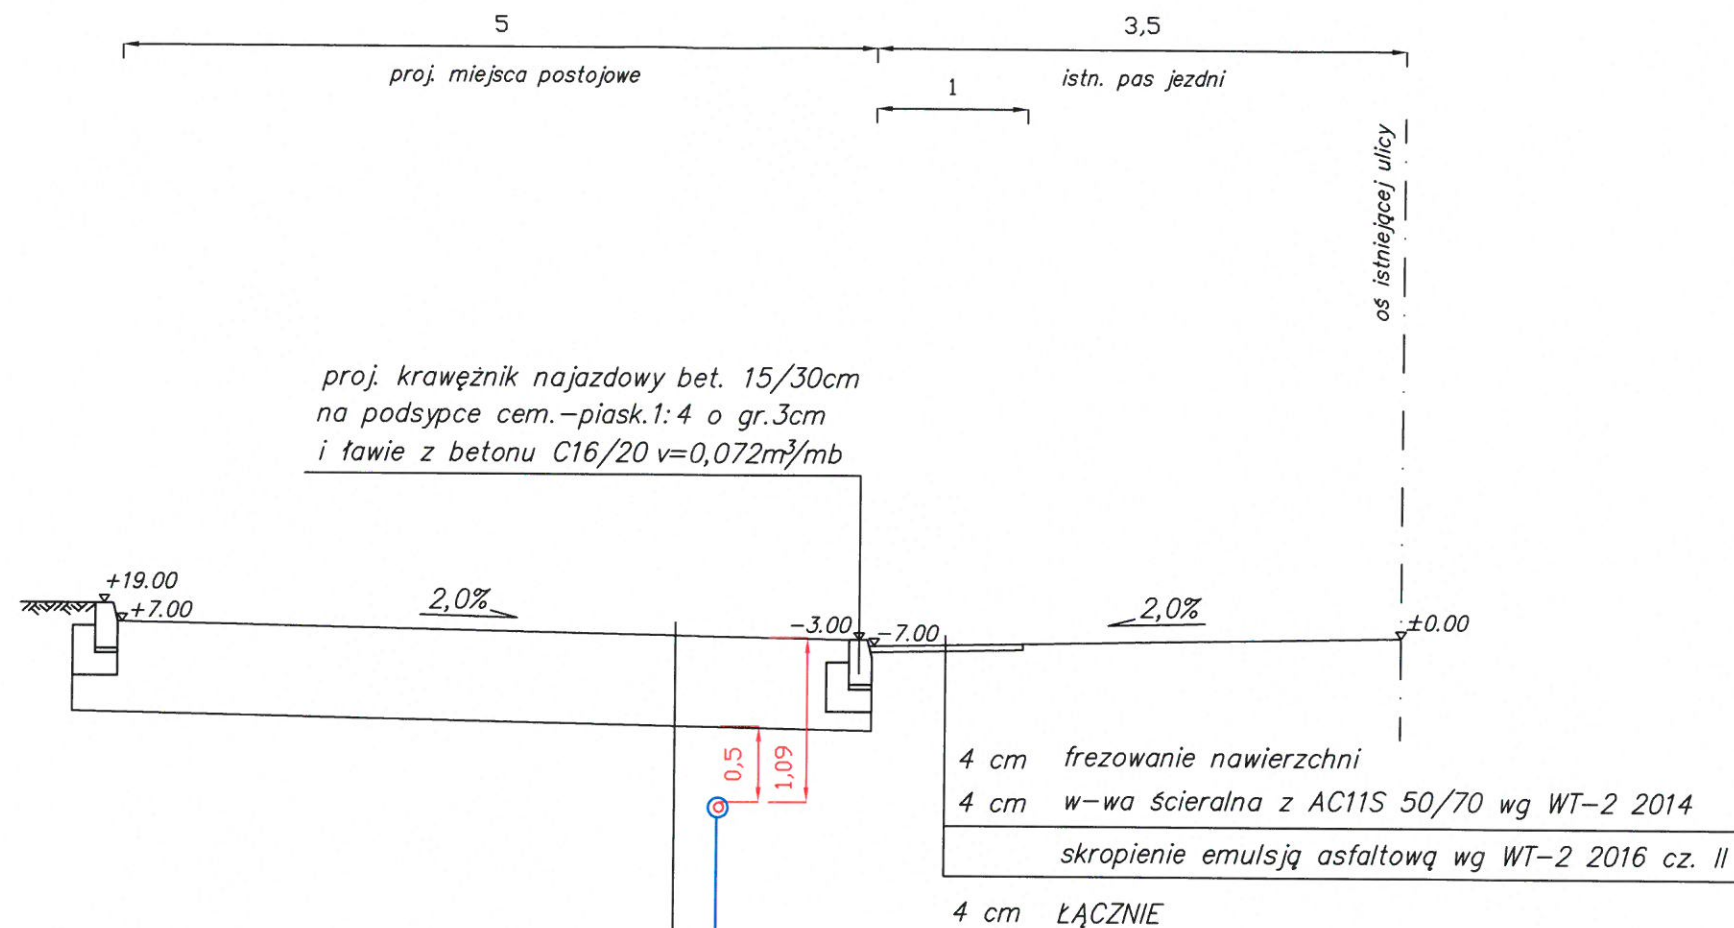 5
3,5
proj. miejsca postojowe
istn. pas jezdni
1
oś istniejącej ulicy
proj. krawężnik najazdowy bet. 15/30cm
na podsypce cem.-piask.1:4 o gr.3cm
i ławie z betonu C16/20 v=0,072m³/mb
+19.00
+7.00
2,0%
-3.00
-7.00
2,0%
±0.00
0,5
1,09
4 cm frezowanie nawierzchni
4 cm w-wa ścieralna z AC11S 50/70 wg WT-2 2014
skropienie emulsją asfaltową wg WT-2 2016 cz. II
4 cm ŁĄCZNIE